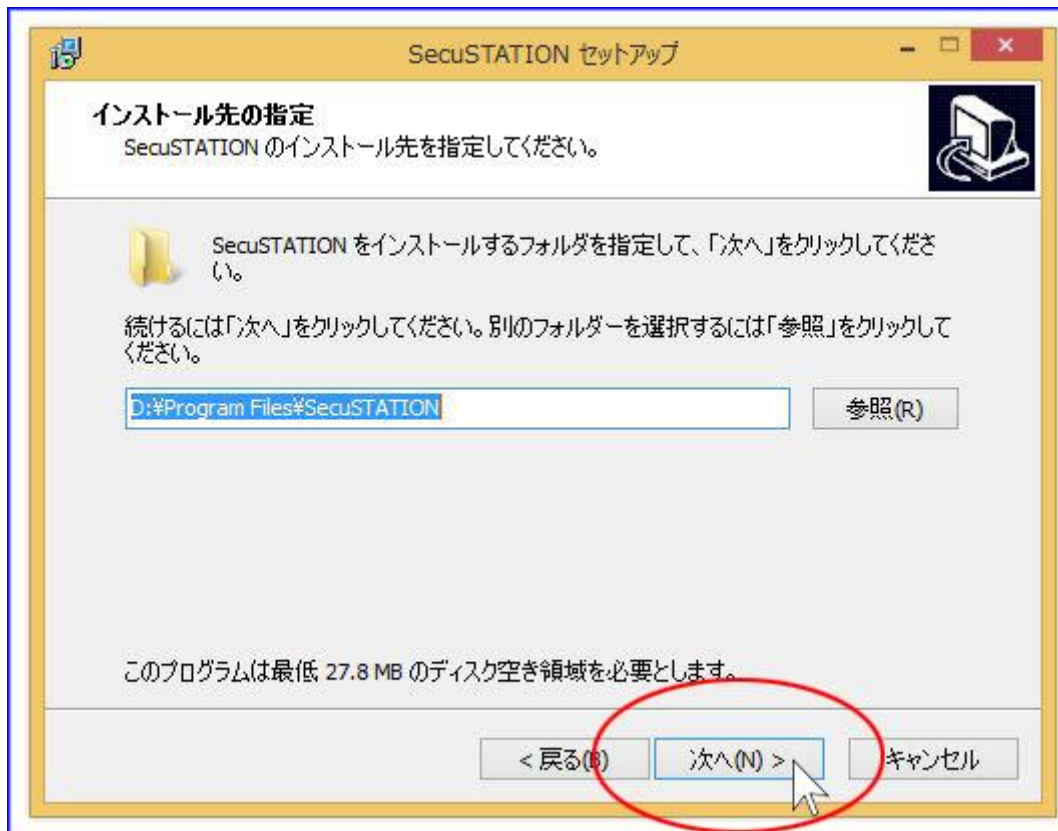 SecuSTATION セットアップ
インストール先の指定
SecuSTATION のインストール先を指定してください。
SecuSTATION をインストールするフォルダを指定して、「次へ」をクリックしてくださ
い。
続けるには「次へ」をクリックしてください。別のフォルダーを選択するには「参照」をクリックして
ください。
D:¥Program Files¥SecuSTATION
参照(R)
このプログラムは最低 27.8 MB のディスク空き領域を必要とします。
< 戻る(B)
次へ(N) >
キャンセル